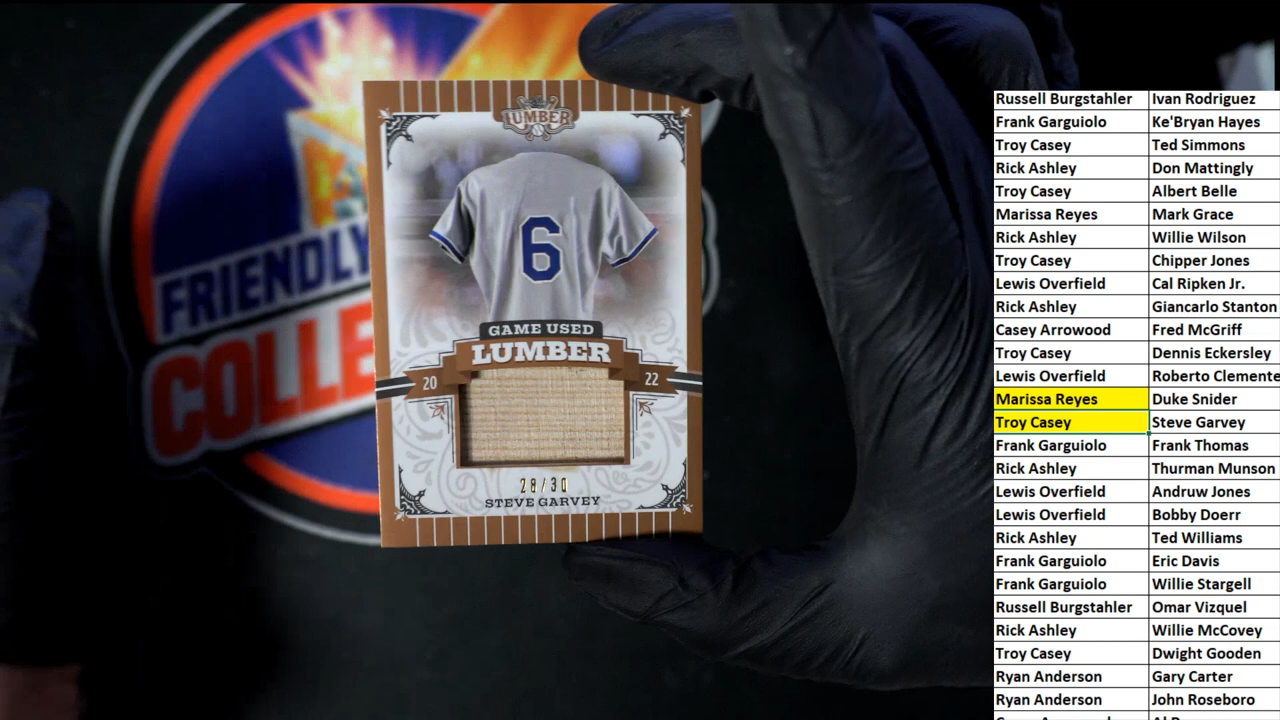 FRIENDLY
COLLE
LUMBER
6
GAME USED
LUMBER
20 22
28/30
STEVE GARVEY
Russell Burgstahler Ivan Rodriguez
Frank Garguiolo Ke'Bryan Hayes
Troy Casey Ted Simmons
Rick Ashley Don Mattingly
Troy Casey Albert Belle
Marissa Reyes Mark Grace
Rick Ashley Willie Wilson
Troy Casey Chipper Jones
Lewis Overfield Cal Ripken Jr.
Rick Ashley Giancarlo Stanton
Casey Arrowood Fred McGriff
Troy Casey Dennis Eckersley
Lewis Overfield Roberto Clemente
Marissa Reyes Duke Snider
Troy Casey Steve Garvey
Frank Garguiolo Frank Thomas
Rick Ashley Thurman Munson
Lewis Overfield Andruw Jones
Lewis Overfield Bobby Doerr
Rick Ashley Ted Williams
Frank Garguiolo Eric Davis
Frank Garguiolo Willie Stargell
Russell Burgstahler Omar Vizquel
Rick Ashley Willie McCovey
Troy Casey Dwight Gooden
Ryan Anderson Gary Carter
Ryan Anderson John Roseboro